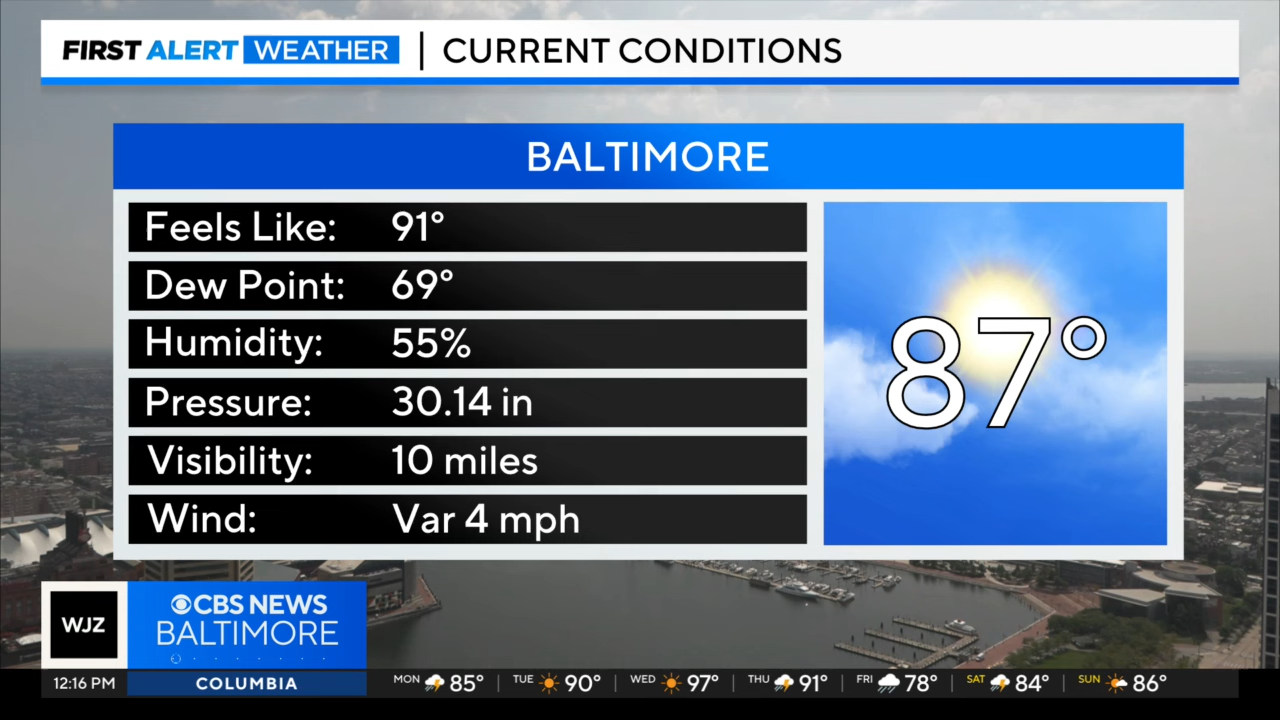 FIRST ALERT WEATHER | CURRENT CONDITIONS
BALTIMORE
Feels Like: 91°
Dew Point: 69°
Humidity: 55%
Pressure: 30.14 in
Visibility: 10 miles
Wind: Var 4 mph
87°
WJZ
CBS NEWS
BALTIMORE
12:16 PM
COLUMBIA
MON 85° | TUE 90° | WED 97° | THU 91° | FRI 78° | SAT 84° | SUN 86°